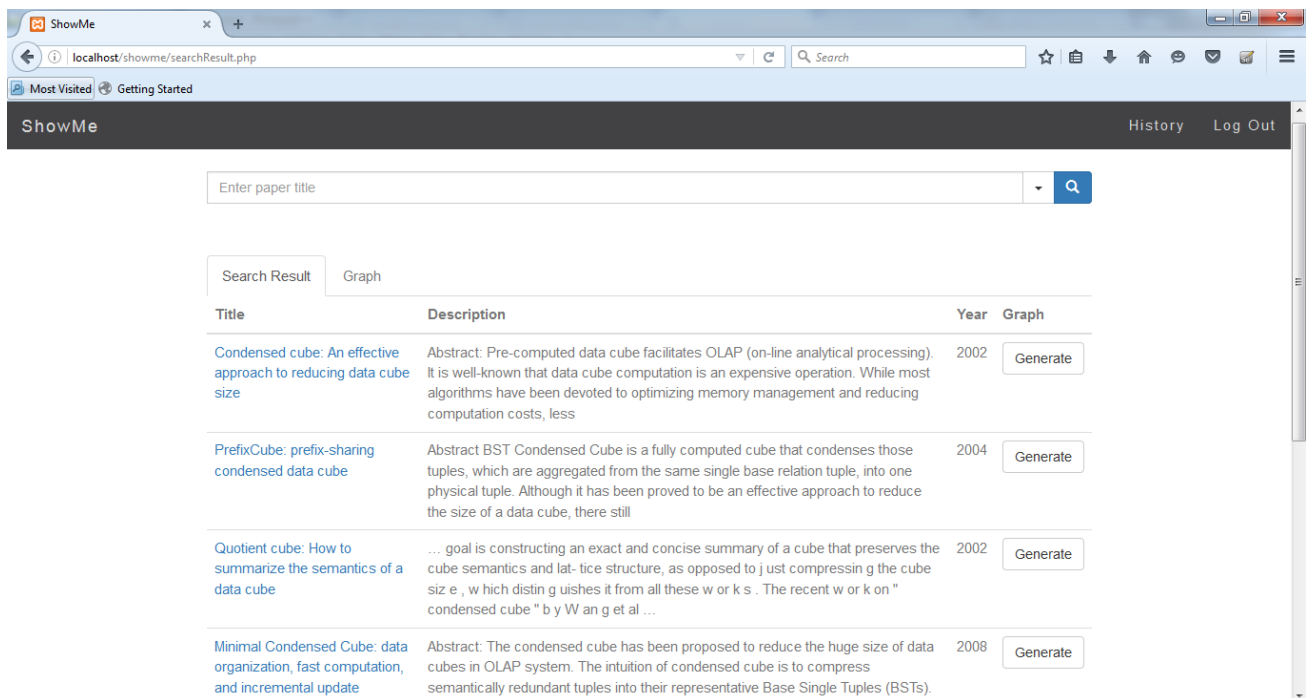 ShowMe
localhost/showme/searchResult.php
Search
Most Visited
Getting Started
ShowMe
History
Log Out
Enter paper title
Search Result
Graph
Title
Description
Year
Graph
Condensed cube: An effective
approach to reducing data cube
size
Abstract: Pre-computed data cube facilitates OLAP (on-line analytical processing).
It is well-known that data cube computation is an expensive operation. While most
algorithms have been devoted to optimizing memory management and reducing
computation costs, less
2002
Generate
PrefixCube: prefix-sharing
condensed data cube
Abstract BST Condensed Cube is a fully computed cube that condenses those
tuples, which are aggregated from the same single base relation tuple, into one
physical tuple. Although it has been proved to be an effective approach to reduce
the size of a data cube, there still
2004
Generate
Quotient cube: How to
summarize the semantics of a
data cube
… goal is constructing an exact and concise summary of a cube that preserves the
cube semantics and lat- tice structure, as opposed to j ust compressin g the cube
siz e , w hich distin g uishes it from all these w or k s . The recent w or k on "
condensed cube " b y W an g et al …
2002
Generate
Minimal Condensed Cube: data
organization, fast computation,
and incremental update
Abstract: The condensed cube has been proposed to reduce the huge size of data
cubes in OLAP system. The intuition of condensed cube is to compress
semantically redundant tuples into their representative Base Single Tuples (BSTs).
2008
Generate